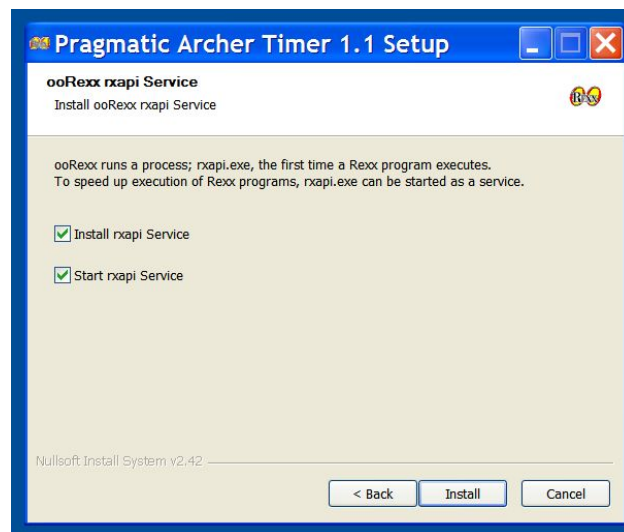 Pragmatic Archer Timer 1.1 Setup
ooRexx rxapi Service
Install ooRexx rxapi Service
Rexx
ooRexx runs a process; rxapi.exe, the first time a Rexx program executes.
To speed up execution of Rexx programs, rxapi.exe can be started as a service.
Install rxapi Service
Start rxapi Service
Nullsoft Install System v2.42
< Back
Install
Cancel